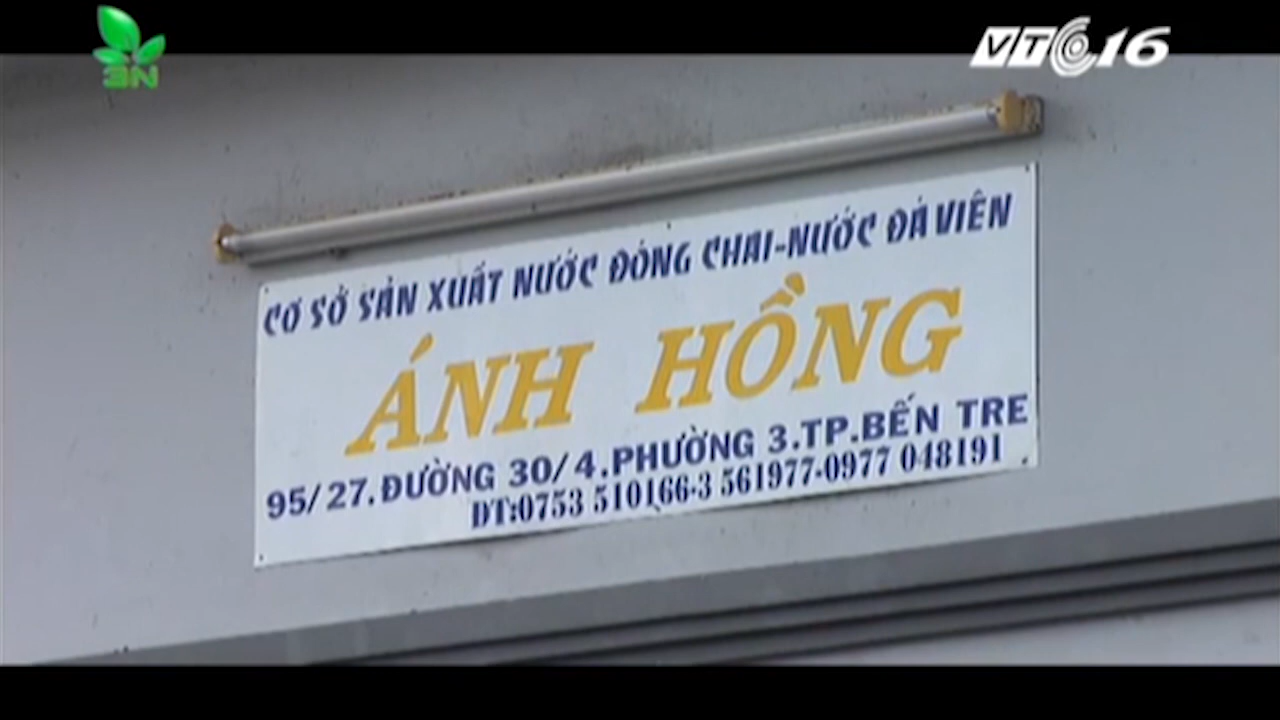 3N
VTC16
CƠ SỞ SẢN XUẤT NƯỚC ĐÓNG CHAI-NƯỚC ĐÁ VIÊN
ÁNH HỒNG
95/27.ĐƯỜNG 30/4.PHƯỜNG 3.TP.BẾN TRE
ĐT:0753 510166-3 561977-0977 048191